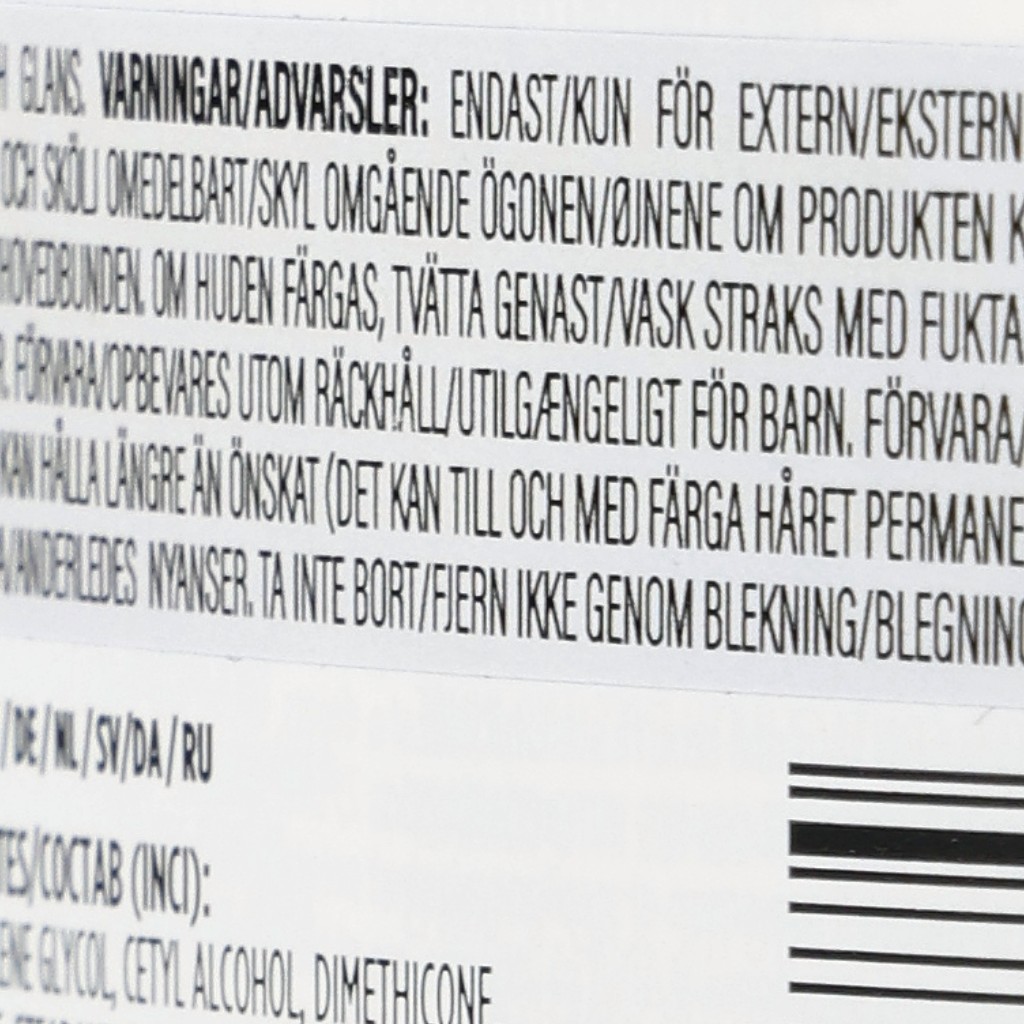 GLANS. VARNINGAR/ADVARSLER: ENDAST/KUN FÖR EXTERN/EKSTERN
OCH SKÖLJ OMEDELBART/SKYL OMGÅENDE ÖGONEN/ØJNENE OM PRODUKTEN K
HOVEDBUNDEN. OM HUDEN FÄRGAS, TVÄTTA GENAST/VASK STRAKS MED FUKTA
FÖRVARA/OPBEVARES UTOM RÄCKHÅLL/UTILGÆNGELIGT FÖR BARN. FÖRVARA/
KAN HÅLLA LÄNGRE ÄN ÖNSKAT (DET KAN TILL OCH MED FÄRGA HÅRET PERMANE
A/ANDERLEDES NYANSER. TA INTE BORT/FJERN IKKE GENOM BLEKNING/BLEGNING
/DE/NL/SV/DA/RU
TES/COCTAB (INCI):
ENE GLYCOL, CETYL ALCOHOL, DIMETHICONE